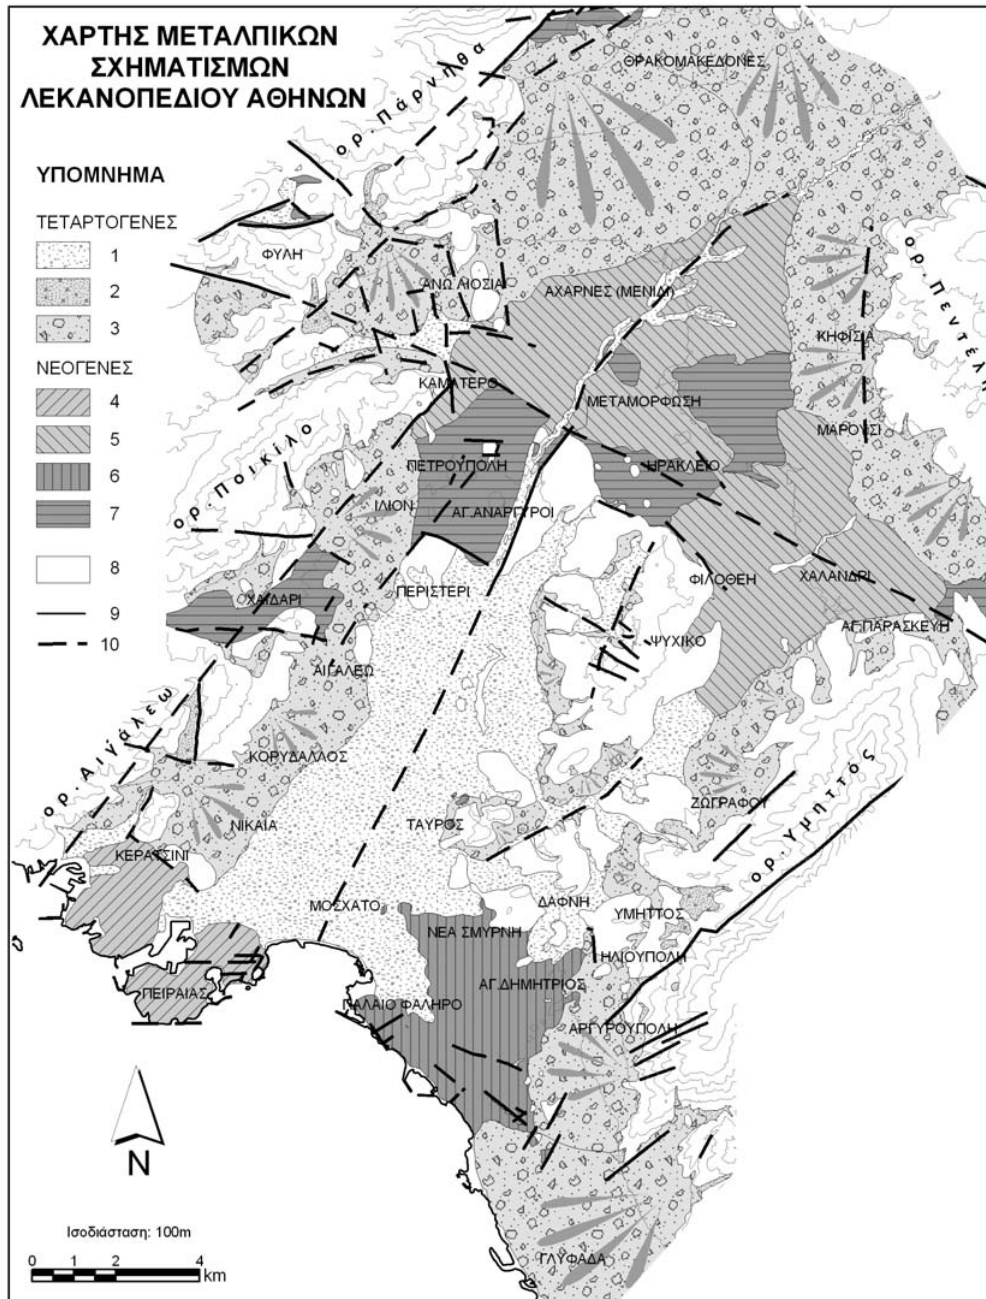 ΧΑΡΤΗΣ ΜΕΤΑΛΠΙΚΩΝ
ΣΧΗΜΑΤΙΣΜΩΝ
ΛΕΚΑΝΟΠΕΔΙΟΥ ΑΘΗΝΩΝ
ΥΠΟΜΝΗΜΑ
ΤΕΤΑΡΤΟΓΕΝΕΣ
1
2
3
ΝΕΟΓΕΝΕΣ
4
5
6
7
8
9
10
ορ. Πάρνηθα
ΘΡΑΚΟΜΑΚΕΔΟΝΕΣ
ΦΥΛΗ
ΑΝΩ ΛΙΟΣΙΑ
ΑΧΑΡΝΕΣ (ΜΕΝΙΔΙ)
ορ. Πεντέλη
ΚΗΦΙΣΙΑ
ΚΑΜΑΤΕΡΟ
ΜΕΤΑΜΟΡΦΩΣΗ
ΜΑΡΟΥΣΙ
ορ. Ποικίλο
ΠΕΤΡΟΥΠΟΛΗ
ΗΡΑΚΛΕΙΟ
ΙΛΙΟΝ
ΑΓ.ΑΝΑΡΓΥΡΟΙ
ΦΙΛΟΘΕΗ
ΧΑΛΑΝΔΡΙ
ΠΕΡΙΣΤΕΡΙ
ΧΑΪΔΑΡΙ
ΑΓ.ΠΑΡΑΣΚΕΥΗ
ΨΥΧΙΚΟ
ΑΙΓΑΛΕΩ
ορ. Αιγάλεω
ΚΟΡΥΔΑΛΛΟΣ
ΖΩΓΡΑΦΟΥ
ορ. Υμηττός
ΝΙΚΑΙΑ
ΤΑΥΡΟΣ
ΚΕΡΑΤΣΙΝΙ
ΜΟΣΧΑΤΟ
ΔΑΦΝΗ
ΥΜΗΤΤΟΣ
ΝΕΑ ΣΜΥΡΝΗ
ΗΛΙΟΥΠΟΛΗ
ΠΕΙΡΑΙΑΣ
ΑΓ.ΔΗΜΗΤΡΙΟΣ
ΠΑΛΑΙΟ ΦΑΛΗΡΟ
ΑΡΓΥΡΟΥΠΟΛΗ
N
Ισοδιάσταση: 100m
0 1 2 4
km
ΓΛΥΦΑΔΑ